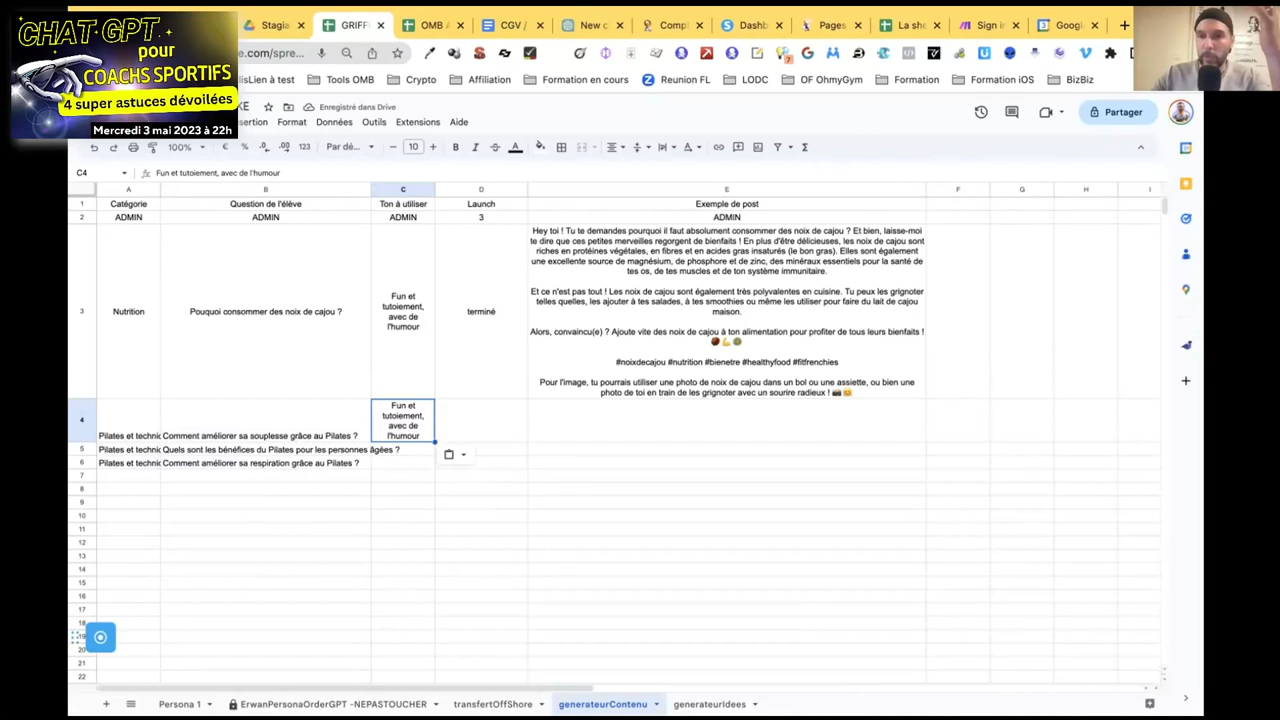 CHAT GPT
pour
COACHS SPORTIFS
4 super astuces dévoilées
Mercredi 3 mai 2023 à 22h
Stagia
GRIFF
OMB
CGV /
New c
Compt
Dashb
Pages
La sho
Sign in
Googl
e.com/spre
lisLien à test
Tools OMB
Crypto
Affiliation
Formation en cours
Reunion FL
LODC
OF OhmyGym
Formation
Formation iOS
BizBiz
KE
Enregistré dans Drive
Partager
sertion Format Données Outils Extensions Aide
100% € % .0 .00 123 Par dé... 10
C4 Fun et tutoiement, avec de l'humour
A B C D E F G H I
1 Catégorie Question de l'élève Ton à utiliser Launch Exemple de post
2 ADMIN ADMIN ADMIN 3 ADMIN
3 Nutrition Pouquoi consommer des noix de cajou ?
Fun et
tutoiement,
avec de
l'humour
terminé
Hey toi ! Tu te demandes pourquoi il faut absolument consommer des noix de cajou ? Et bien, laisse-moi
te dire que ces petites merveilles regorgent de bienfaits ! En plus d'être délicieuses, les noix de cajou sont
riches en protéines végétales, en fibres et en acides gras insaturés (le bon gras). Elles sont également
une excellente source de magnésium, de phosphore et de zinc, des minéraux essentiels pour la santé de
tes os, de tes muscles et de ton système immunitaire.
Et ce n'est pas tout ! Les noix de cajou sont également très polyvalentes en cuisine. Tu peux les grignoter
telles quelles, les ajouter à tes salades, à tes smoothies ou même les utiliser pour faire du lait de cajou
maison.
Alors, convaincu(e) ? Ajoute vite des noix de cajou à ton alimentation pour profiter de tous leurs bienfaits !
#noixdecajou #nutrition #bienetre #healthyfood #fitfrenchies
Pour l'image, tu pourrais utiliser une photo de noix de cajou dans un bol ou une assiette, ou bien une
photo de toi en train de les grignoter avec un sourire radieux !
4 Pilates et technic Comment améliorer sa souplesse grâce au Pilates ?
Fun et
tutoiement,
avec de
l'humour
5 Pilates et technic Quels sont les bénéfices du Pilates pour les personnes âgées ?
6 Pilates et technic Comment améliorer sa respiration grâce au Pilates ?
7
8
9
10
11
12
13
14
15
16
17
18
19
20
21
22
Persona 1 ErwanPersonaOrderGPT -NEPASTOUCHER transfertOffShore generateurContenu generateurIdees